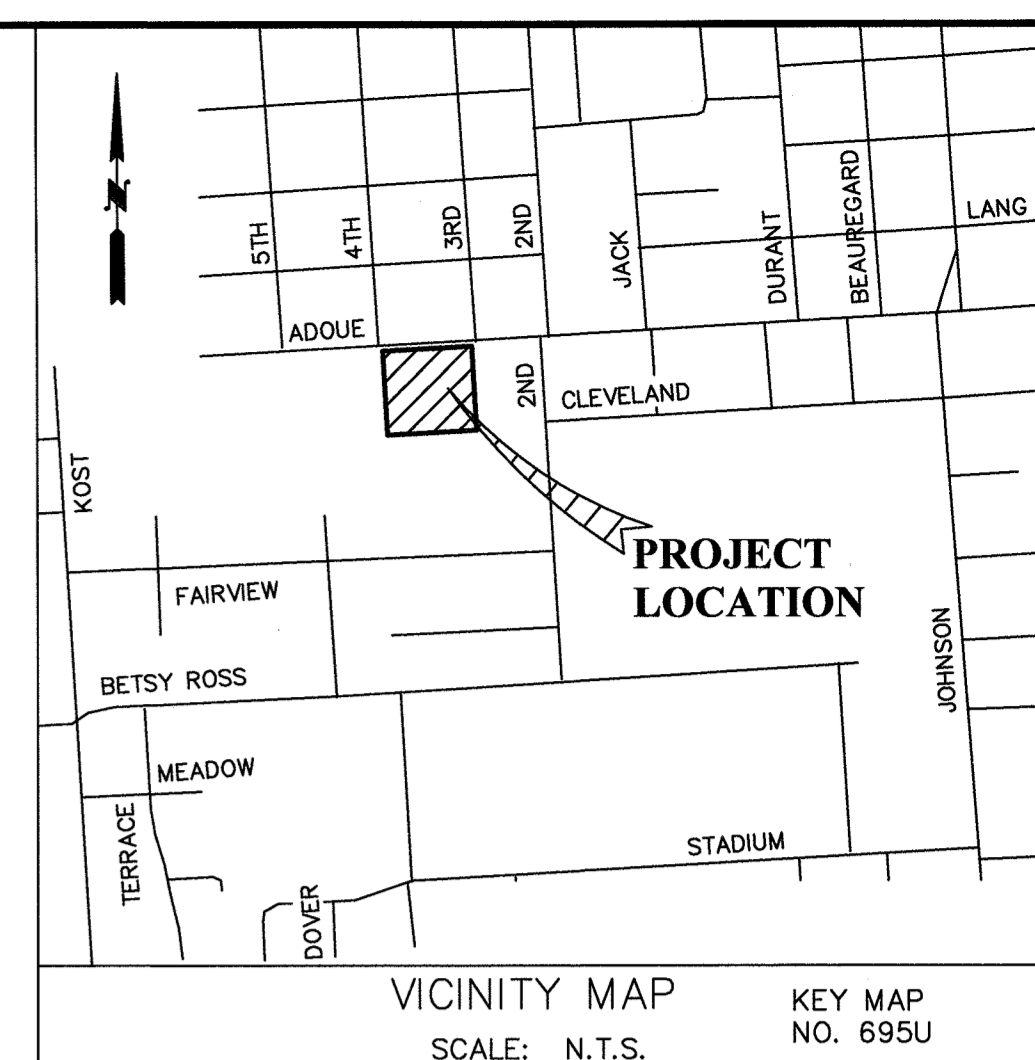 N
5TH
4TH
3RD
2ND
JACK
DURANT
BEAUREGARD
LANG
ADOUE
2ND
CLEVELAND
KOST
PROJECT
LOCATION
FAIRVIEW
JOHNSON
BETSY ROSS
MEADOW
TERRACE
STADIUM
DOVER
VICINITY MAP
SCALE: N.T.S.
KEY MAP
NO. 695U